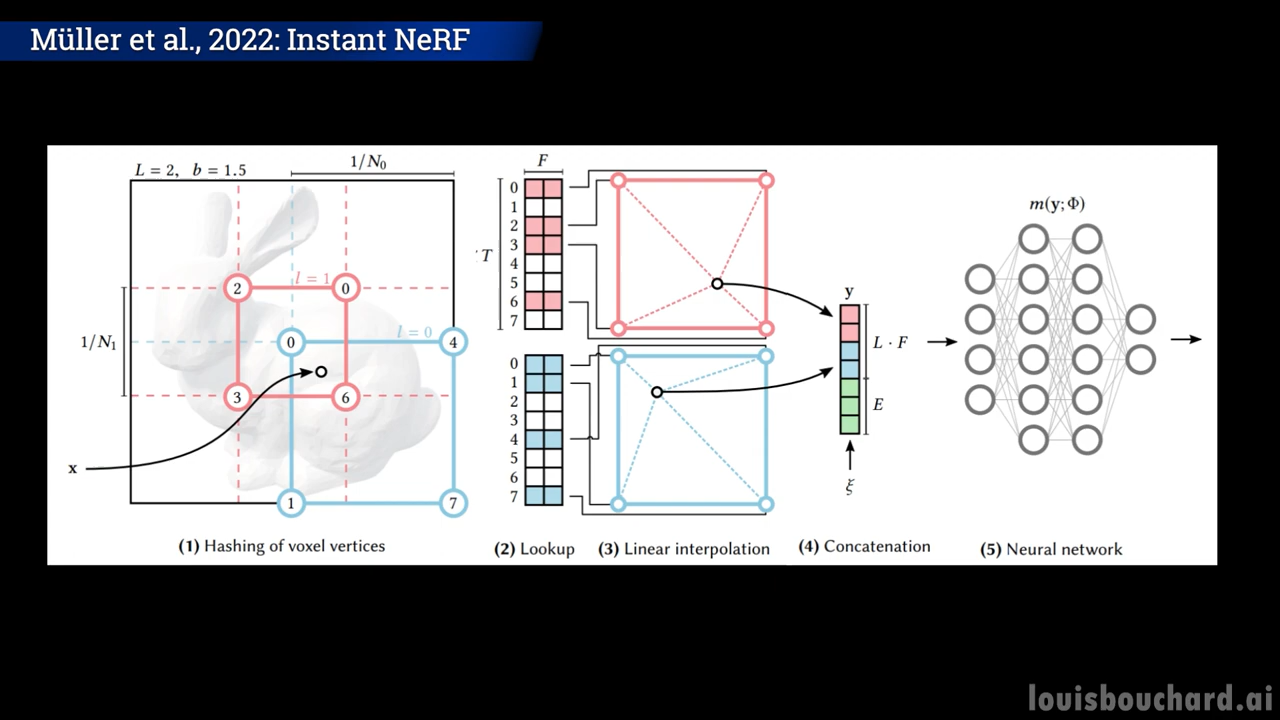 Müller et al., 2022: Instant NeRF
L = 2, b = 1.5
1/N₀
l = 1
2
0
l = 0
1/N₁
0
4
3
6
x
1
7
(1) Hashing of voxel vertices
F
T
0
1
2
3
4
5
6
7
0
1
2
3
4
5
6
7
(2) Lookup
(3) Linear interpolation
y
L · F
E
ξ
(4) Concatenation
m(y; Φ)
(5) Neural network
louisbouchard.ai